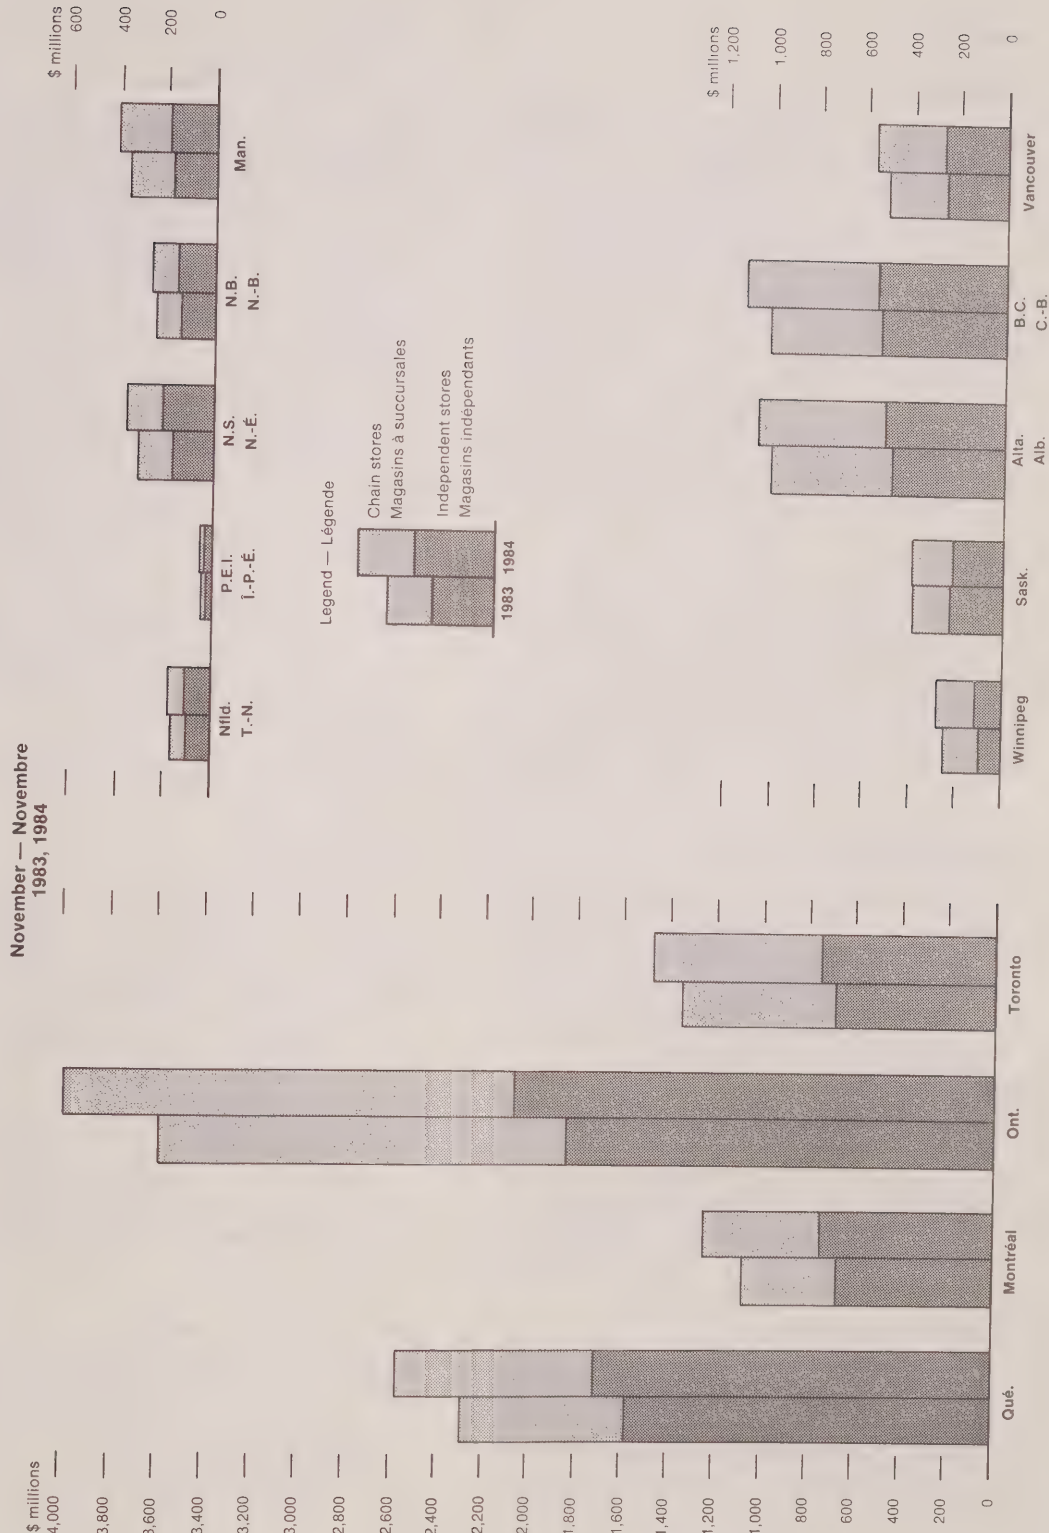 November — Novembre
1983, 1984
$ millions
600
400
200
0
Nfld.
T.-N.
P.E.I.
Î.-P.-É.
N.S.
N.-É.
N.B.
N.-B.
Man.
Legend — Légende
Chain stores
Magasins à succursales
Independent stores
Magasins indépendants
1983 1984
$ millions
4,000
3,800
3,600
3,400
3,200
3,000
2,800
2,600
2,400
2,200
2,000
1,800
1,600
1,400
1,200
1,000
800
600
400
200
0
Qué.
Montréal
Ont.
Toronto
$ millions
1,200
1,000
800
600
400
200
0
Winnipeg
Sask.
Alta.
Alb.
B.C.
C.-B.
Vancouver